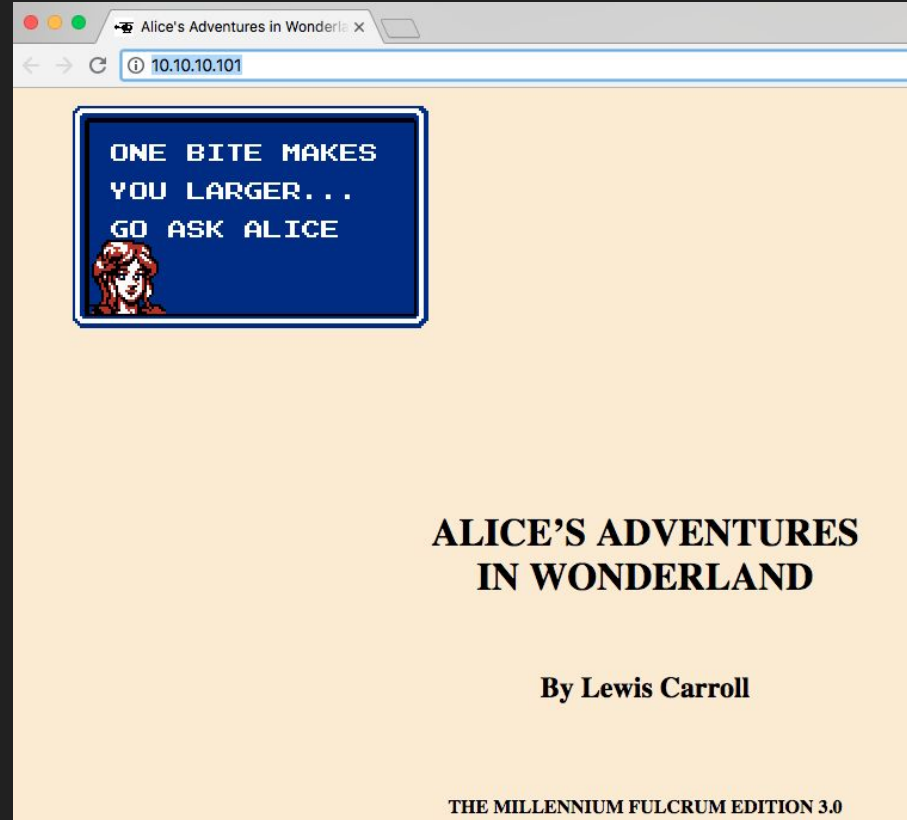 Alice's Adventures in Wonderla
10.10.10.101
ONE BITE MAKES
YOU LARGER...
GO ASK ALICE
ALICE’S ADVENTURES
IN WONDERLAND
By Lewis Carroll
THE MILLENNIUM FULCRUM EDITION 3.0